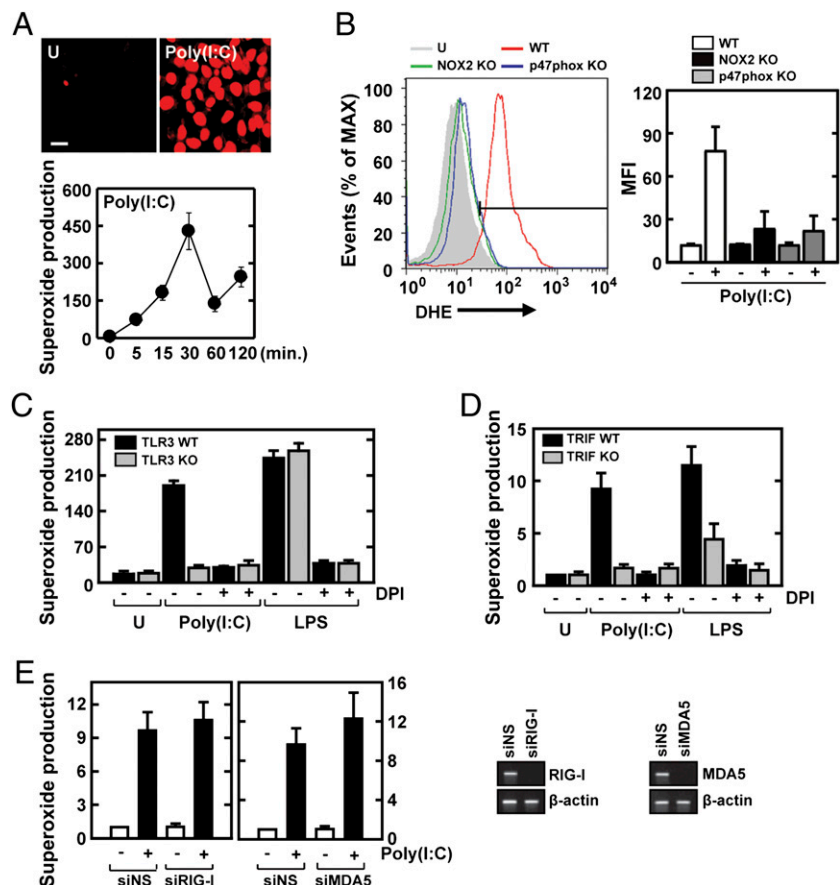 A
U
Poly(I:C)
Superoxide production
600
450
300
150
0
Poly(I:C)
0 5 15 30 60 120 (min.)
B
U
WT
NOX2 KO
p47phox KO
Events (% of MAX)
100
80
60
40
20
0
10⁰ 10¹ 10² 10³ 10⁴
DHE
WT
NOX2 KO
p47phox KO
MFI
120
90
60
30
0
- + - + - +
Poly(I:C)
C
TLR3 WT
TLR3 KO
Superoxide production
280
210
140
70
0
- - - - + + - - + + DPI
U Poly(I:C) LPS
D
TRIF WT
TRIF KO
Superoxide production
15
10
5
0
- - - - + + - - + + DPI
U Poly(I:C) LPS
E
Superoxide production
12
9
6
3
0
16
12
8
4
0
- + - + - + - + Poly(I:C)
siNS siRIG-I siNS siMDA5
siNS
siRIG-I
RIG-I
β-actin
siNS
siMDA5
MDA5
β-actin